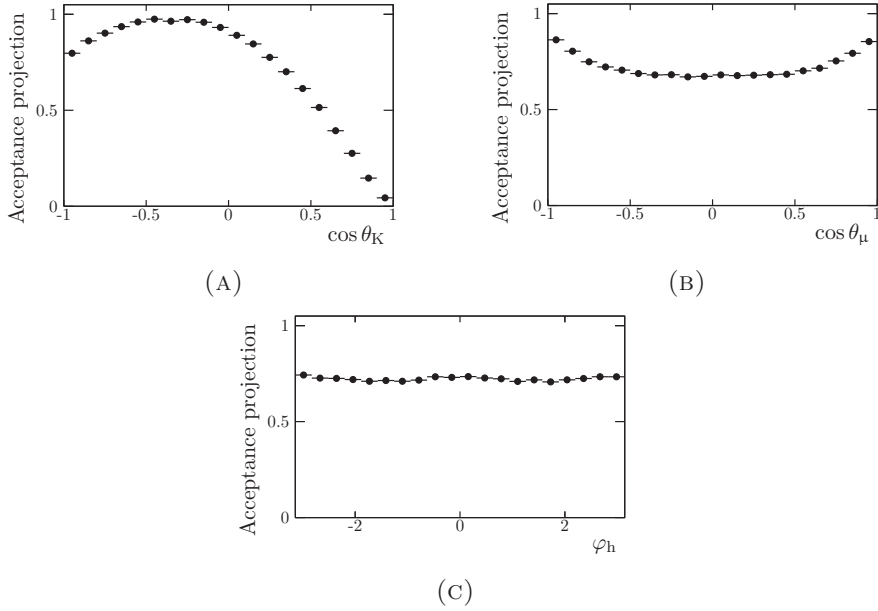 Acceptance projection
1
0.5
0
-1 -0.5 0 0.5 1
cos θK
(A)
Acceptance projection
1
0.5
0
-1 -0.5 0 0.5 1
cos θμ
(B)
Acceptance projection
1
0.5
0
-2 0 2
φh
(C)